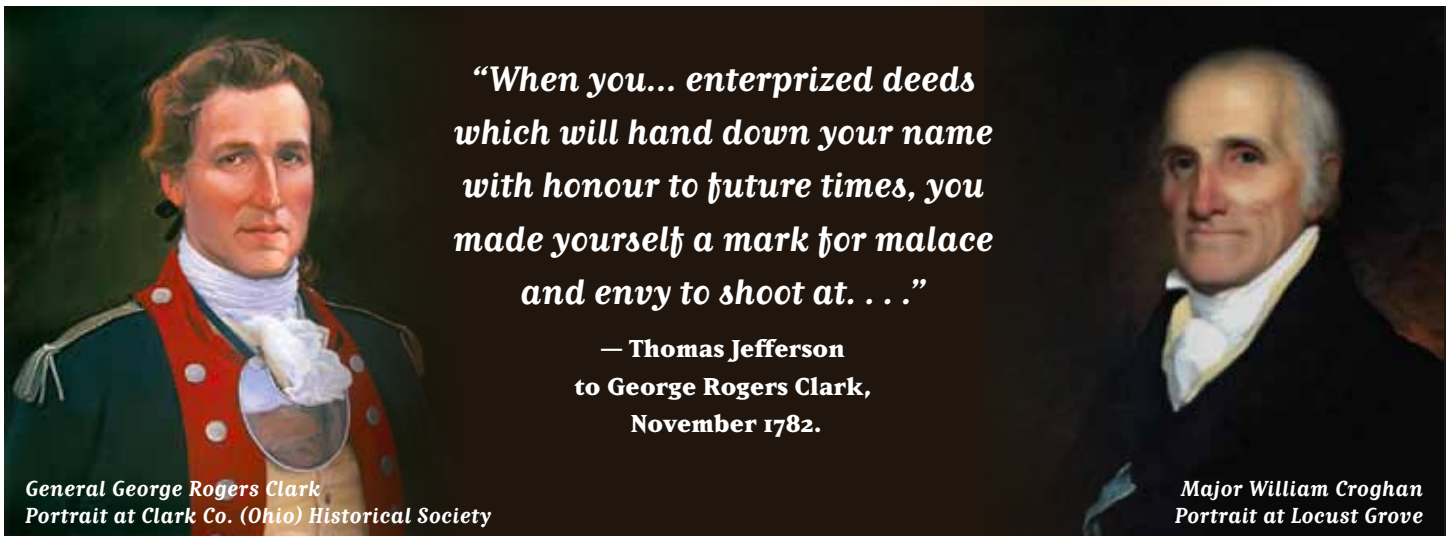 “When you... enterprized deeds
which will hand down your name
with honour to future times, you
made yourself a mark for malace
and envy to shoot at. . . .”
— Thomas Jefferson
to George Rogers Clark,
November 1782.
General George Rogers Clark
Portrait at Clark Co. (Ohio) Historical Society
Major William Croghan
Portrait at Locust Grove